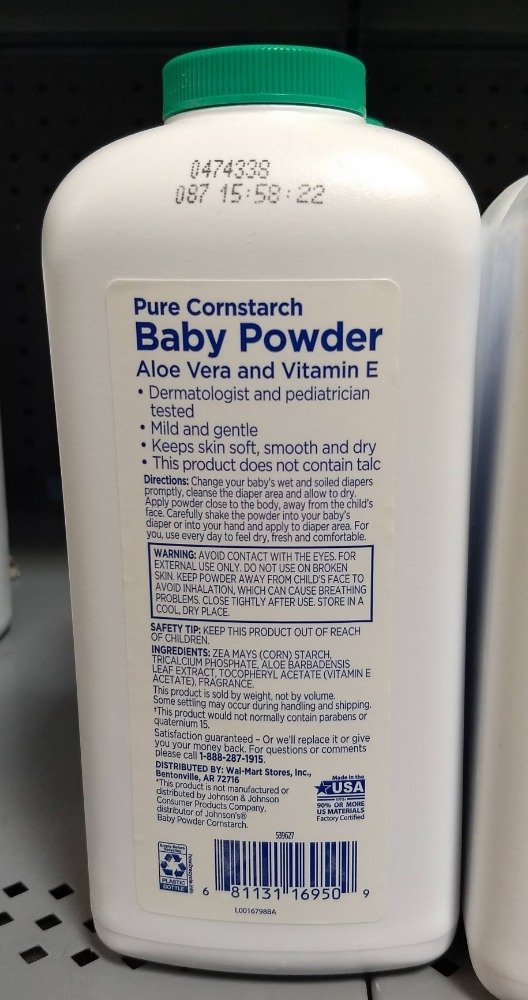 0474338
087 15:58:22
Pure Cornstarch
Baby Powder
Aloe Vera and Vitamin E
• Dermatologist and pediatrician
tested
• Mild and gentle
• Keeps skin soft, smooth and dry
• This product does not contain talc
Directions: Change your baby's wet and soiled diapers
promptly, cleanse the diaper area and allow to dry.
Apply powder close to the body, away from the child's
face. Carefully shake the powder into your baby's
diaper or into your hand and apply to diaper area. For
you, use every day to feel dry, fresh and comfortable.
WARNING: AVOID CONTACT WITH THE EYES. FOR
EXTERNAL USE ONLY. DO NOT USE ON BROKEN
SKIN. KEEP POWDER AWAY FROM CHILD'S FACE TO
AVOID INHALATION, WHICH CAN CAUSE BREATHING
PROBLEMS. CLOSE TIGHTLY AFTER USE. STORE IN A
COOL, DRY PLACE.
SAFETY TIP: KEEP THIS PRODUCT OUT OF REACH
OF CHILDREN.
INGREDIENTS: ZEA MAYS (CORN) STARCH,
TRICALCIUM PHOSPHATE, ALOE BARBADENSIS
LEAF EXTRACT, TOCOPHERYL ACETATE (VITAMIN E
ACETATE), FRAGRANCE.
This product is sold by weight, not by volume.
Some settling may occur during handling and shipping.
†This product would not normally contain parabens or
quaternium 15.
Satisfaction guaranteed – Or we'll replace it or give
you your money back. For questions or comments
please call 1-888-287-1915.
DISTRIBUTED BY: Wal-Mart Stores, Inc.,
Bentonville, AR 72716
*This product is not manufactured or
distributed by Johnson & Johnson
Consumer Products Company,
distributor of Johnson's®
Baby Powder Cornstarch.
Made in the
USA
90% OR MORE
US MATERIALS
Factory Certified
539627
PLASTIC
BOTTLE
6 81131 16950 9
L0016798BA